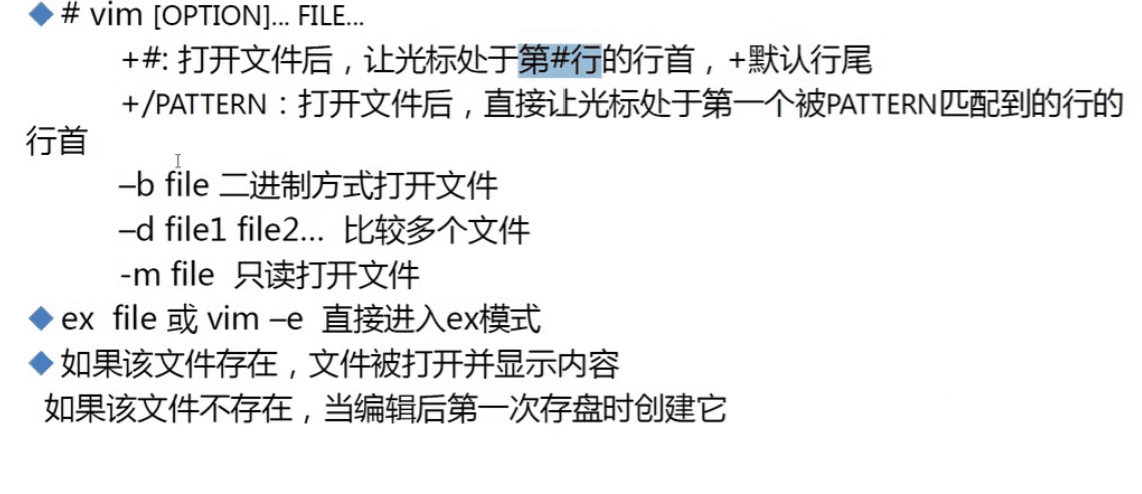 # vim [OPTION]... FILE...
+#: 打开文件后，让光标处于第#行的行首，+默认行尾
+/PATTERN：打开文件后，直接让光标处于第一个被PATTERN匹配到的行的
行首
–b file 二进制方式打开文件
–d file1 file2… 比较多个文件
-m file 只读打开文件
ex file 或 vim –e 直接进入ex模式
如果该文件存在，文件被打开并显示内容
如果该文件不存在，当编辑后第一次存盘时创建它